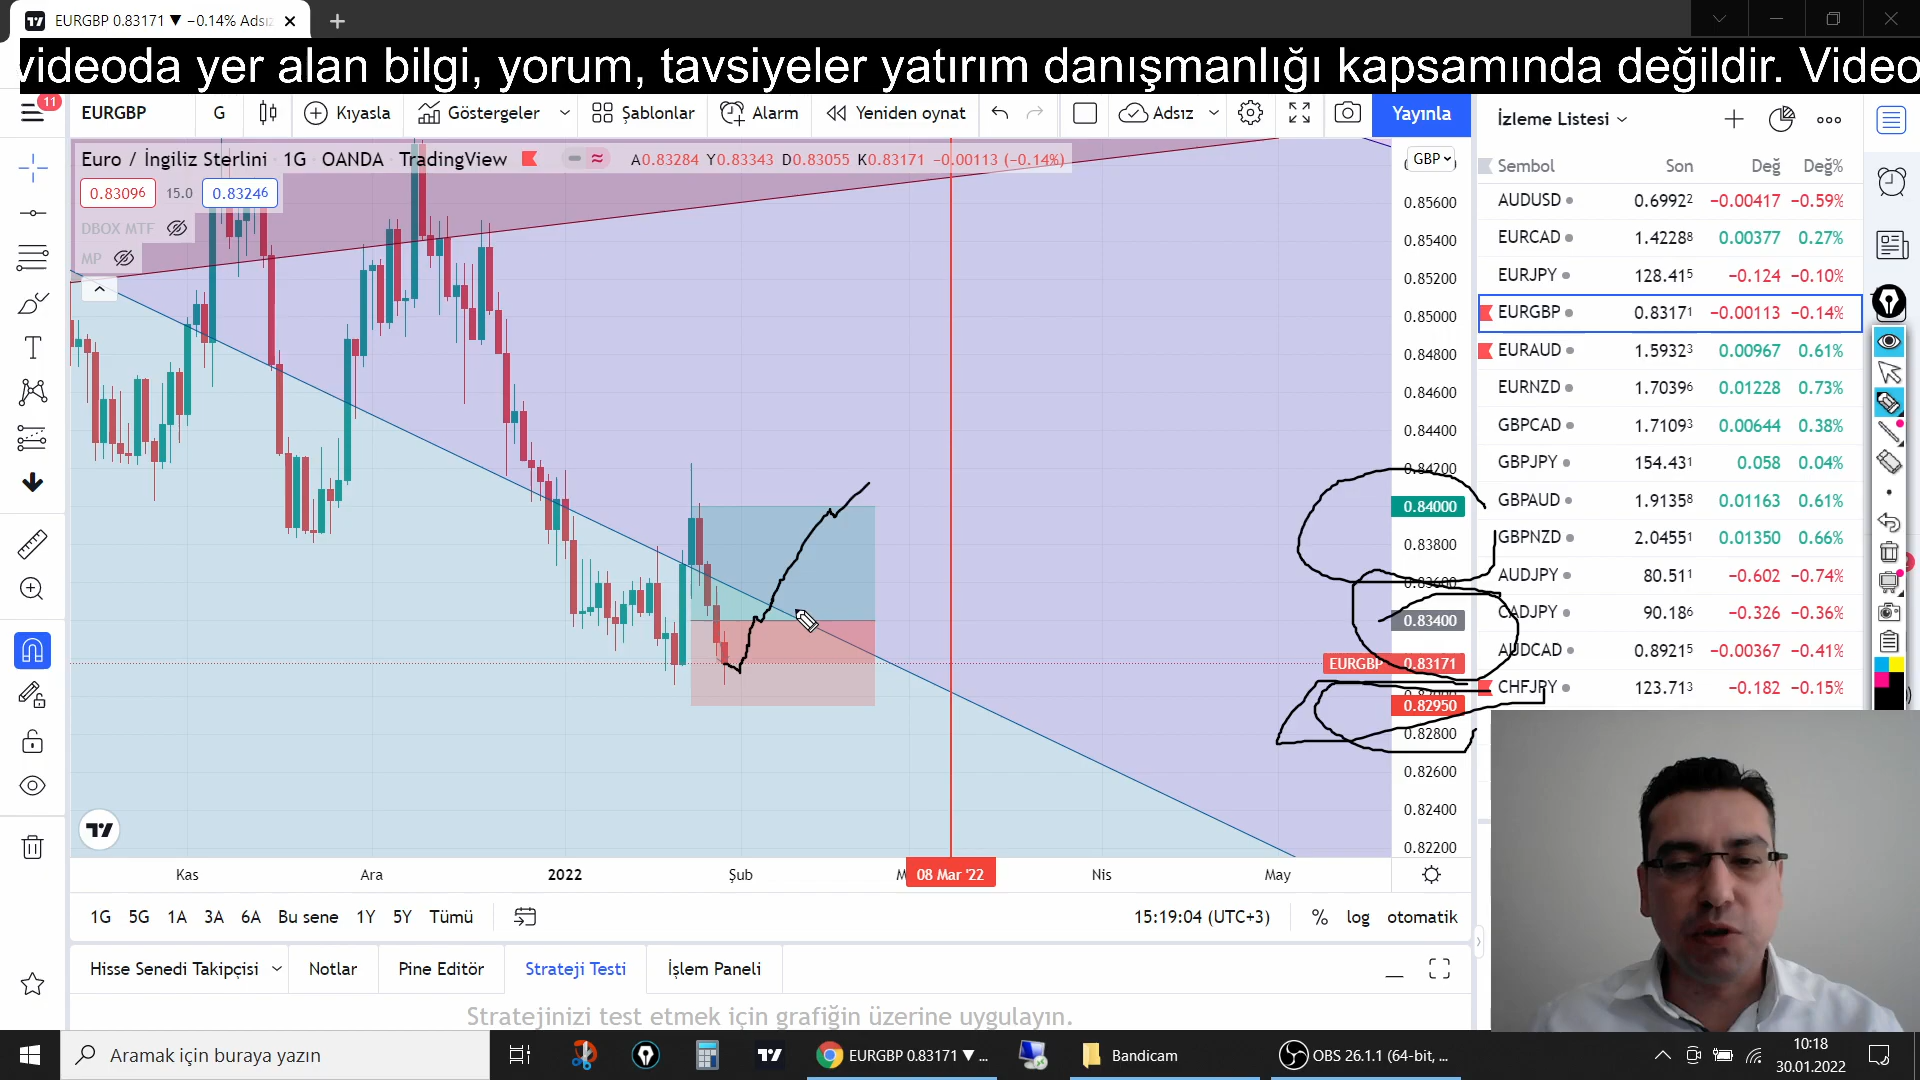 EURGBP 0.83171 ▼ −0.14% Adsız
videoda yer alan bilgi, yorum, tavsiyeler yatırım danışmanlığı kapsamında değildir. Video
11
EURGBP G Kıyasla Göstergeler Şablonlar Alarm Yeniden oynat Adsız Yayınla
Euro / İngiliz Sterlini 1G OANDA TradingView A0.83284 Y0.83343 D0.83055 K0.83171 −0.00113 (−0.14%)
0.83096 15.0 0.83246
DBOX MTF
MP
GBP
0.85600
0.85400
0.85200
0.85000
0.84800
0.84600
0.84400
0.84200
0.84000
0.83800
0.83600
0.83400
EURGBP 0.83171
0.82950
0.82800
0.82600
0.82400
0.82200
Kas Ara 2022 Şub 08 Mar '22 Nis May
1G 5G 1A 3A 6A Bu sene 1Y 5Y Tümü 15:19:04 (UTC+3) % log otomatik
Hisse Senedi Takipçisi Notlar Pine Editör Strateji Testi İşlem Paneli
Stratejinizi test etmek için grafiğin üzerine uygulayın.
İzleme Listesi
Sembol Son Değ Değ%
AUDUSD 0.69922 −0.00417 −0.59%
EURCAD 1.42288 0.00377 0.27%
EURJPY 128.415 −0.124 −0.10%
EURGBP 0.83171 −0.00113 −0.14%
EURAUD 1.59323 0.00967 0.61%
EURNZD 1.70396 0.01228 0.73%
GBPCAD 1.71093 0.00644 0.38%
GBPJPY 154.431 0.058 0.04%
GBPAUD 1.91358 0.01163 0.61%
GBPNZD 2.04551 0.01350 0.66%
AUDJPY 80.511 −0.602 −0.74%
CADJPY 90.186 −0.326 −0.36%
AUDCAD 0.89215 −0.00367 −0.41%
CHFJPY 123.713 −0.182 −0.15%
Aramak için buraya yazın
EURGBP 0.83171 ▼ ...
Bandicam
OBS 26.1.1 (64-bit, ...
10:18
30.01.2022